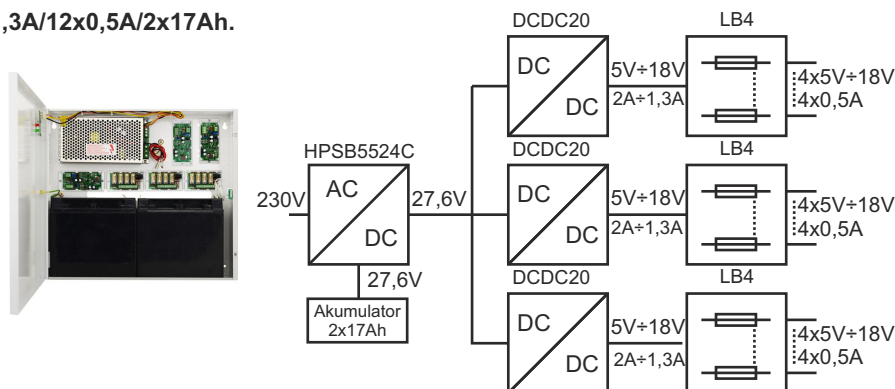 ,3A/12x0,5A/2x17Ah.
DCDC20
LB4
DC
DC
5V÷18V
2A÷1,3A
4x5V÷18V
4x0,5A
HPSB5524C
230V
AC
DC
27,6V
27,6V
Akumulator
2x17Ah
DCDC20
LB4
DC
DC
5V÷18V
2A÷1,3A
4x5V÷18V
4x0,5A
DCDC20
LB4
DC
DC
5V÷18V
2A÷1,3A
4x5V÷18V
4x0,5A